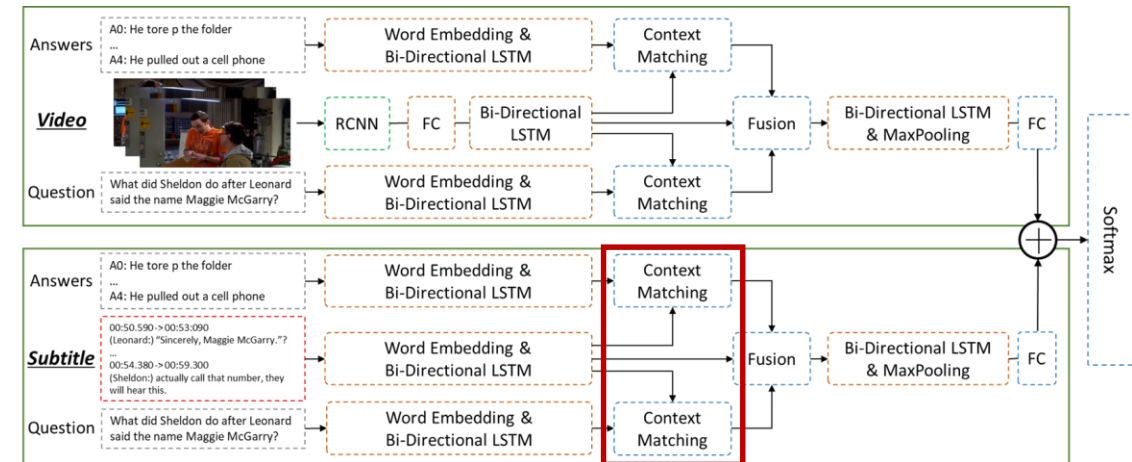 Answers
A0: He tore p the folder
...
A4: He pulled out a cell phone
Word Embedding &
Bi-Directional LSTM
Context
Matching
Video
RCNN
FC
Bi-Directional
LSTM
Fusion
Bi-Directional LSTM
& MaxPooling
FC
Question
What did Sheldon do after Leonard
said the name Maggie McGarry?
Word Embedding &
Bi-Directional LSTM
Context
Matching
Softmax
Answers
A0: He tore p the folder
...
A4: He pulled out a cell phone
Word Embedding &
Bi-Directional LSTM
Context
Matching
Subtitle
00:50.590->00:53:090
(Leonard:) "Sincerely, Maggie McGarry."?
...
00:54.380->00:59.300
(Sheldon:) actually call that number, they
will hear this.
Word Embedding &
Bi-Directional LSTM
Fusion
Bi-Directional LSTM
& MaxPooling
FC
Question
What did Sheldon do after Leonard
said the name Maggie McGarry?
Word Embedding &
Bi-Directional LSTM
Context
Matching